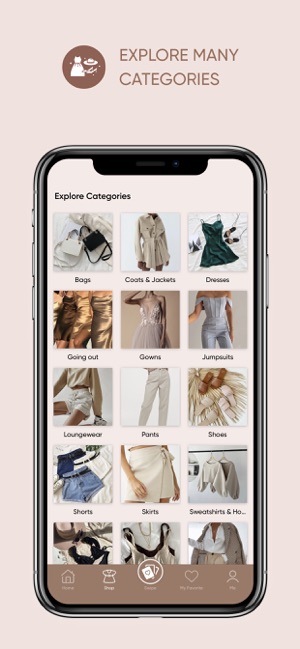 EXPLORE MANY
CATEGORIES
Explore Categories
Bags
Coats & Jackets
Dresses
Going out
Gowns
Jumpsuits
Loungewear
Pants
Shoes
Shorts
Skirts
Sweatshirts & Ho...
Home
Shop
Swipe
My Favorite
Me